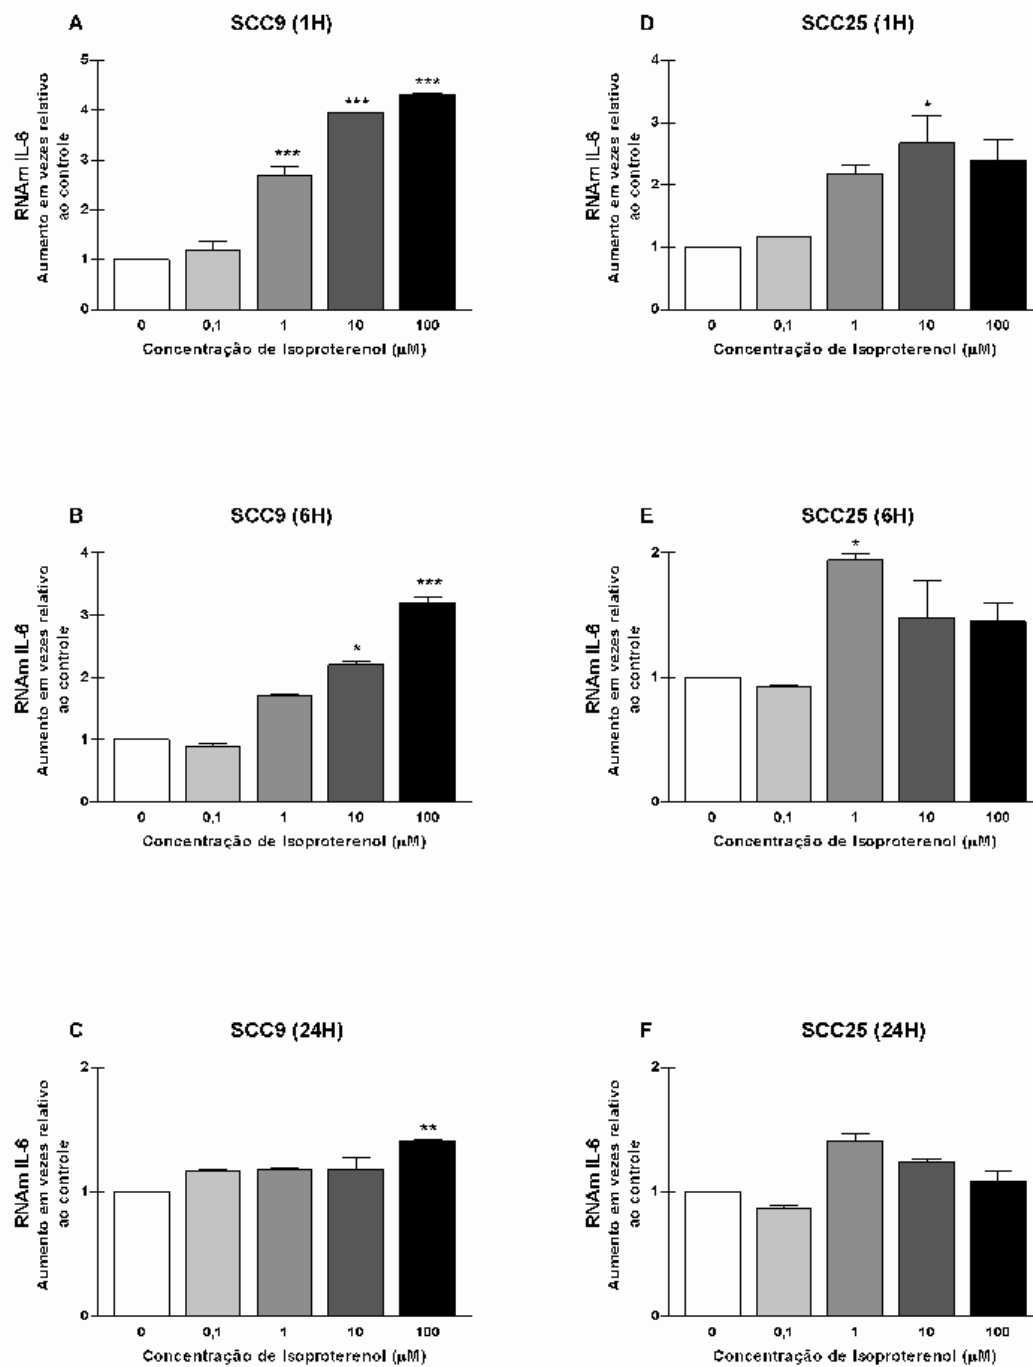 A
SCC9 (1H)
RNAm IL-6
Aumento em vezes relativo
ao controle
5
4
3
2
1
0
***
***
***
0 0,1 1 10 100
Concentração de Isoproterenol (µM)
D
SCC25 (1H)
RNAm IL-6
Aumento em vezes relativo
ao controle
4
3
2
1
0
*
0 0,1 1 10 100
Concentração de Isoproterenol (µM)
B
SCC9 (6H)
RNAm IL-6
Aumento em vezes relativo
ao controle
4
3
2
1
0
*
***
0 0,1 1 10 100
Concentração de Isoproterenol (µM)
E
SCC25 (6H)
RNAm IL-6
Aumento em vezes relativo
ao controle
2
1
0
*
0 0,1 1 10 100
Concentração de Isoproterenol (µM)
C
SCC9 (24H)
RNAm IL-6
Aumento em vezes relativo
ao controle
2
1
0
**
0 0,1 1 10 100
Concentração de Isoproterenol (µM)
F
SCC25 (24H)
RNAm IL-6
Aumento em vezes relativo
ao controle
2
1
0
0 0,1 1 10 100
Concentração de Isoproterenol (µM)